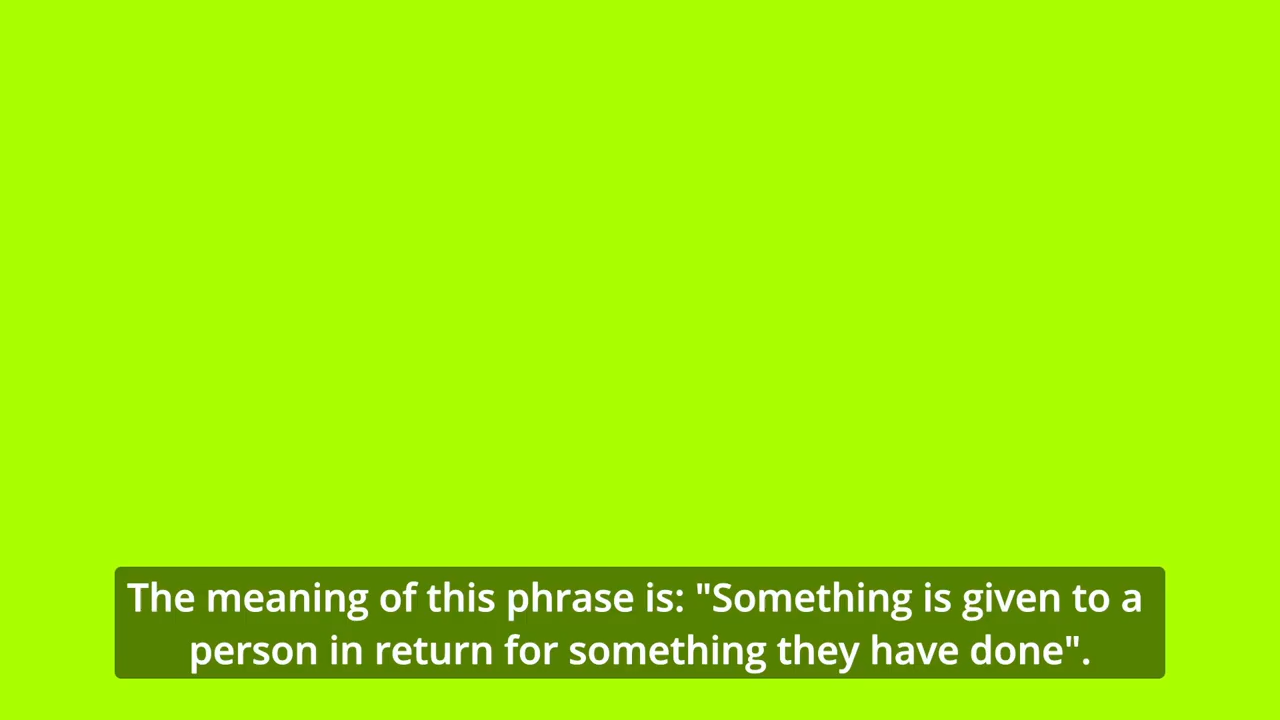 The meaning of this phrase is: "Something is given to a
person in return for something they have done".